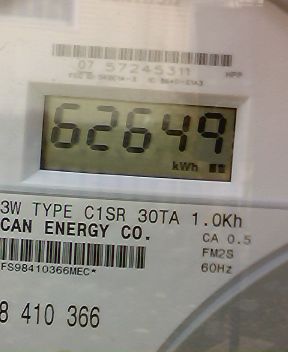 07 57245311 HPP
62649
kWh
3W TYPE C1SR 30TA 1.0Kh
CAN ENERGY CO.
CA 0.5
FM2S
FS98410366MEC*
60Hz
8 410 366